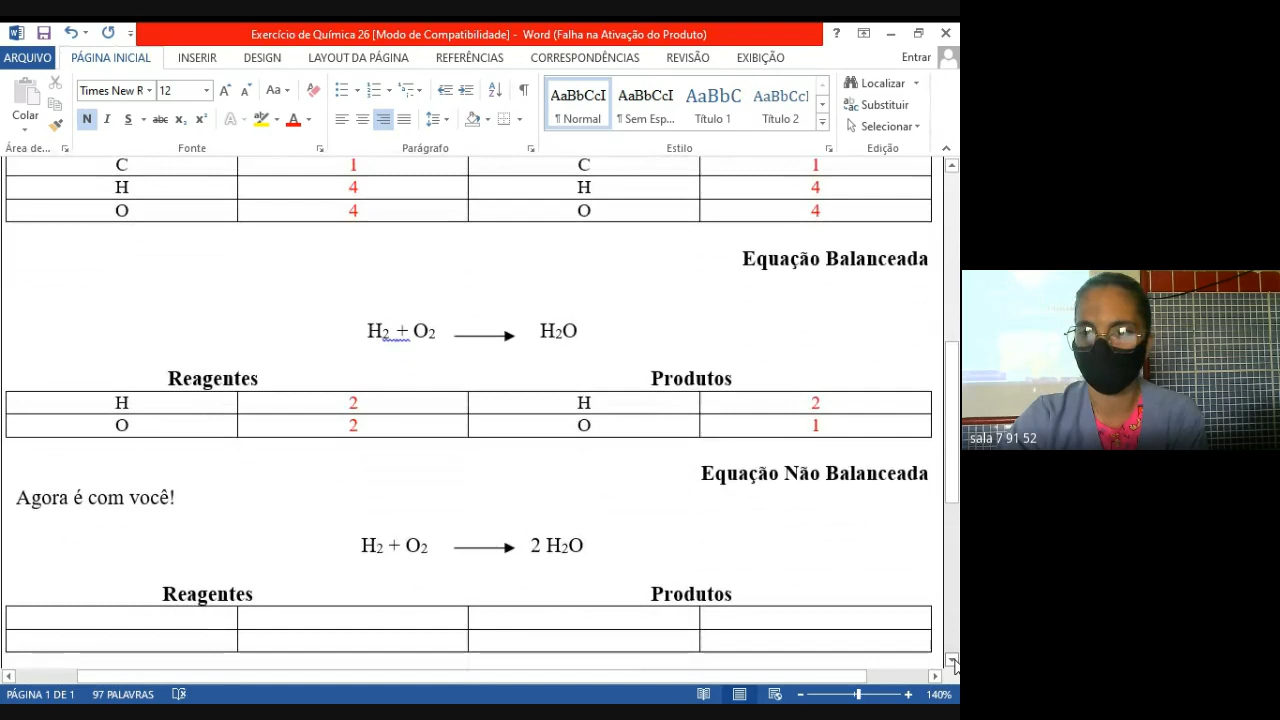 Exercício de Química 26 [Modo de Compatibilidade] - Word (Falha na Ativação do Produto)
?
ARQUIVO PÁGINA INICIAL INSERIR DESIGN LAYOUT DA PÁGINA REFERÊNCIAS CORRESPONDÊNCIAS REVISÃO EXIBIÇÃO Entrar
Colar
Times New R 12 Aa
N I S abc x₂ x² A A
AaBbCcI AaBbCcI AaBbC AaBbCcl
¶ Normal ¶ Sem Esp... Título 1 Título 2
Localizar
Substituir
Selecionar
Área de... Fonte Parágrafo Estilo Edição
C 1 C 1
H 4 H 4
O 4 O 4
Equação Balanceada
H₂ + O₂ → H₂O
Reagentes Produtos
H 2 H 2
O 2 O 1
Equação Não Balanceada
Agora é com você!
H₂ + O₂ → 2 H₂O
Reagentes Produtos
sala 7 91 52
PÁGINA 1 DE 1 97 PALAVRAS 140%